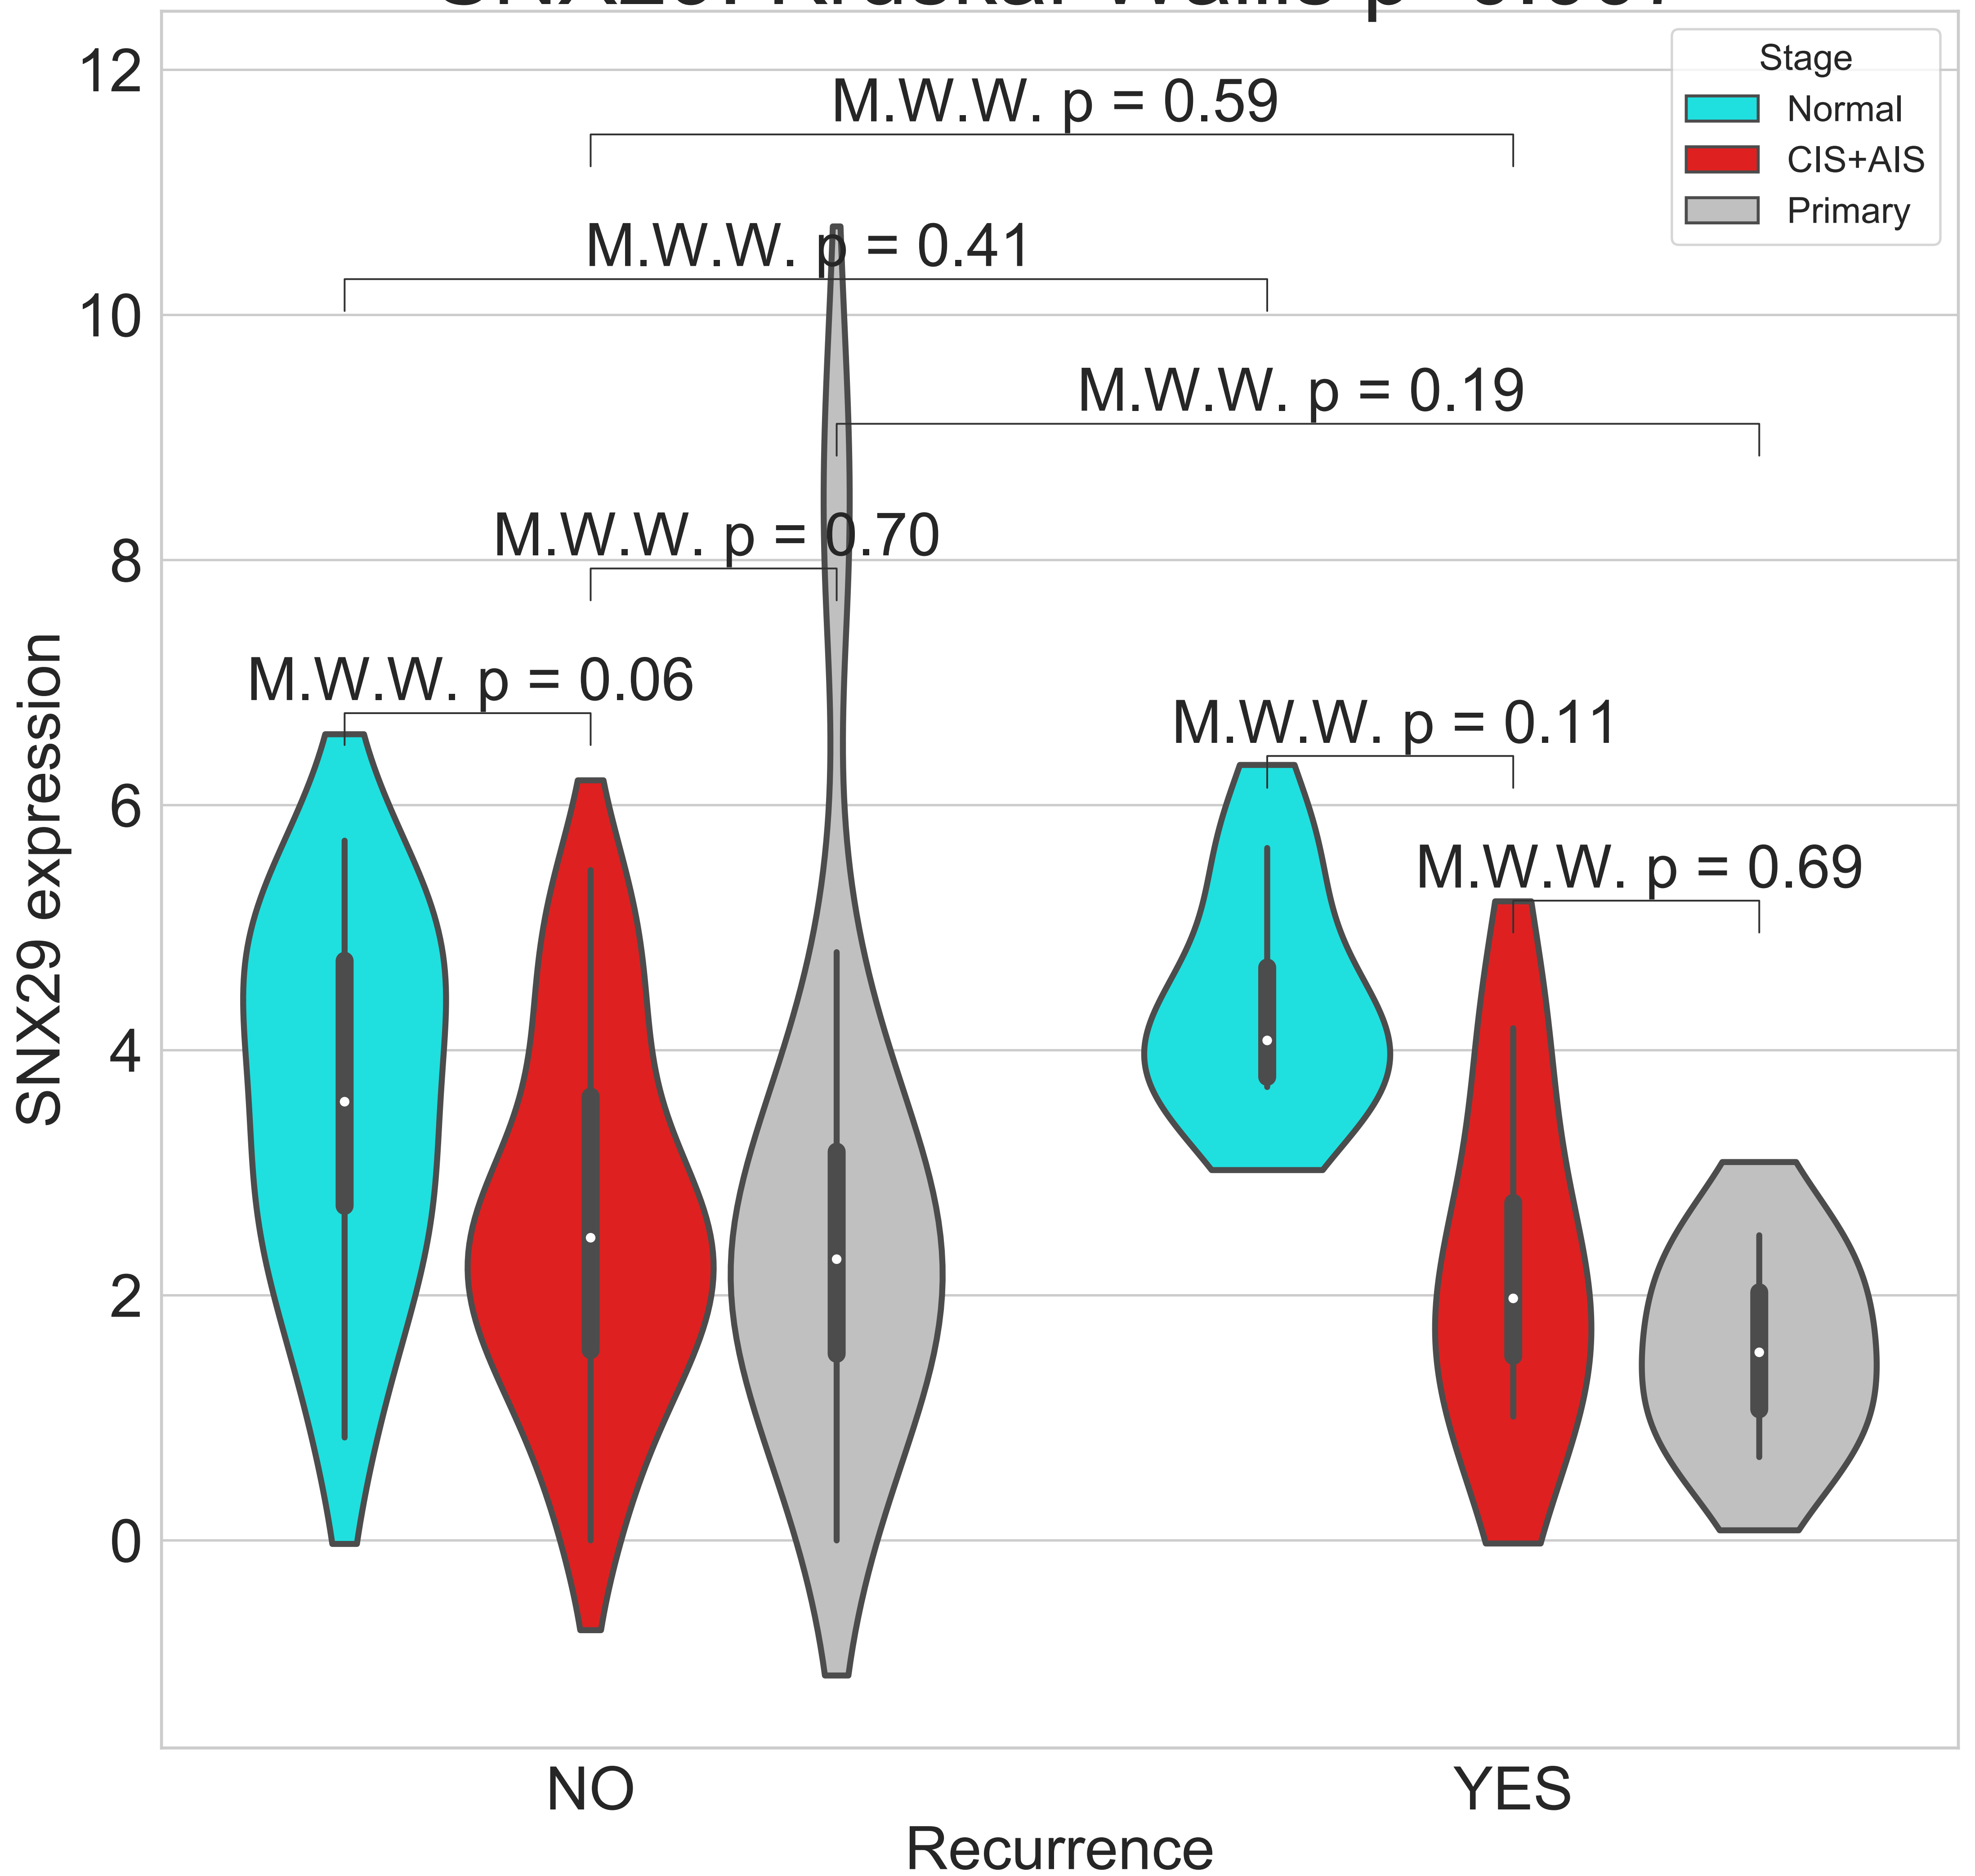 12
10
8
6
4
2
0
SNX29 expression
M.W.W. p = 0.59
M.W.W. p = 0.41
M.W.W. p = 0.19
M.W.W. p = 0.70
M.W.W. p = 0.06
M.W.W. p = 0.11
M.W.W. p = 0.69
Stage
Normal
CIS+AIS
Primary
NO
YES
Recurrence